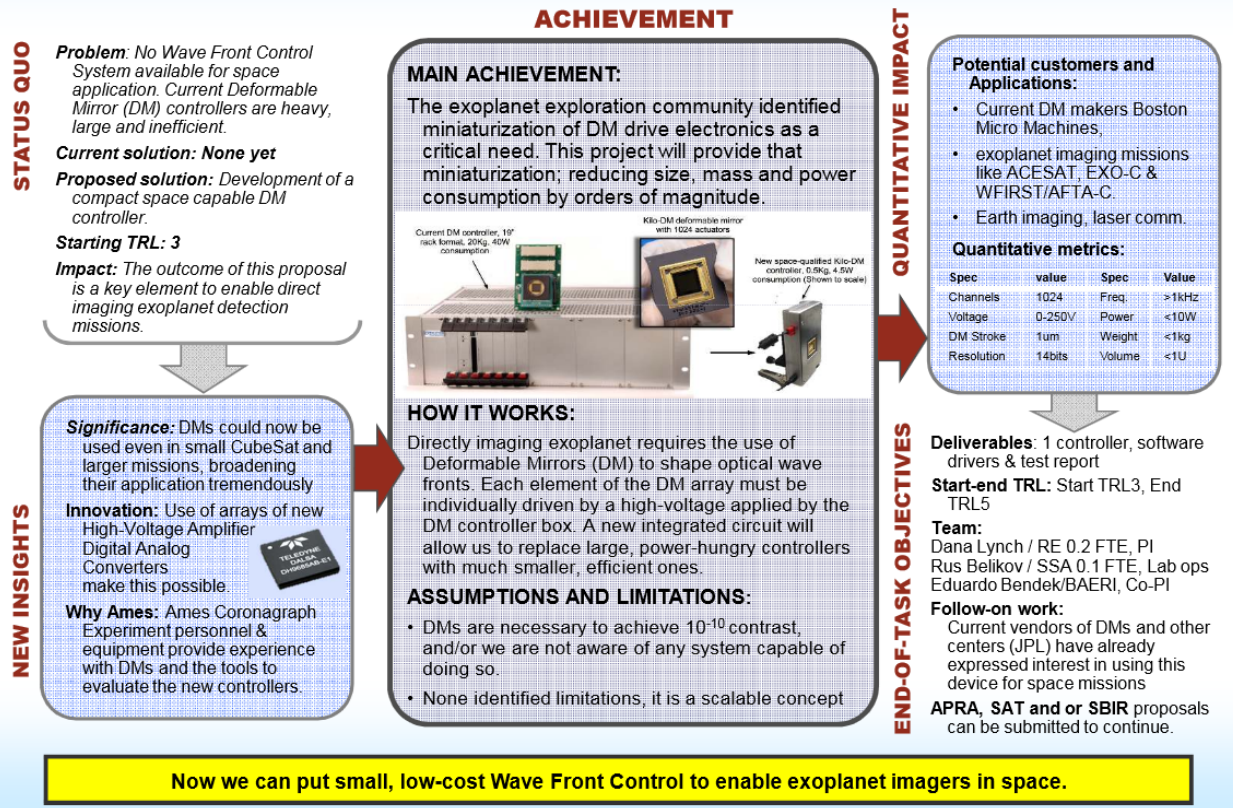 ACHIEVEMENT
STATUS QUO
Problem: No Wave Front Control
System available for space
application. Current Deformable
Mirror (DM) controllers are heavy,
large and inefficient.
Current solution: None yet
Proposed solution: Development of a
compact space capable DM
controller.
Starting TRL: 3
Impact: The outcome of this proposal
is a key element to enable direct
imaging exoplanet detection
missions.
NEW INSIGHTS
Significance: DMs could now be
used even in small CubeSat and
larger missions, broadening
their application tremendously
Innovation: Use of arrays of new
High-Voltage Amplifier
Digital Analog
Converters
make this possible.
TELEDYNE
DALSA
DH9685AB-E1
Why Ames: Ames Coronagraph
Experiment personnel &
equipment provide experience
with DMs and the tools to
evaluate the new controllers.
MAIN ACHIEVEMENT:
The exoplanet exploration community identified
miniaturization of DM drive electronics as a
critical need. This project will provide that
miniaturization; reducing size, mass and power
consumption by orders of magnitude.
Current DM controller, 19"
rack format, 20Kg, 40W
consumption
Kilo-DM deformable mirror
with 1024 actuators
New space-qualified Kilo-DM
controller, 0.5Kg, 4.5W
consumption (Shown to scale)
HOW IT WORKS:
Directly imaging exoplanet requires the use of
Deformable Mirrors (DM) to shape optical wave
fronts. Each element of the DM array must be
individually driven by a high-voltage applied by the
DM controller box. A new integrated circuit will
allow us to replace large, power-hungry controllers
with much smaller, efficient ones.
ASSUMPTIONS AND LIMITATIONS:
• DMs are necessary to achieve 10⁻¹⁰ contrast,
and/or we are not aware of any system capable of
doing so.
• None identified limitations, it is a scalable concept
QUANTITATIVE IMPACT
Potential customers and
Applications:
• Current DM makers Boston
Micro Machines,
• exoplanet imaging missions
like ACESAT, EXO-C &
WFIRST/AFTA-C.
• Earth imaging, laser comm.
Quantitative metrics:
Spec value Spec Value
Channels 1024 Freq. >1kHz
Voltage 0-250V Power <10W
DM Stroke 1um Weight <1kg
Resolution 14bits Volume <1U
END-OF-TASK OBJECTIVES
Deliverables: 1 controller, software
drivers & test report
Start-end TRL: Start TRL3, End
TRL5
Team:
Dana Lynch / RE 0.2 FTE, PI
Rus Belikov / SSA 0.1 FTE, Lab ops
Eduardo Bendek/BAERI, Co-PI
Follow-on work:
Current vendors of DMs and other
centers (JPL) have already
expressed interest in using this
device for space missions
APRA, SAT and or SBIR proposals
can be submitted to continue.
Now we can put small, low-cost Wave Front Control to enable exoplanet imagers in space.